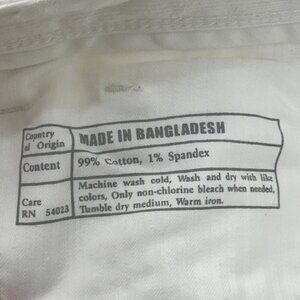 Country of Origin MADE IN BANGLADESH
Content 99% Cotton, 1% Spandex
Machine wash cold, Wash and dry with like
Care colors, Only non-chlorine bleach when needed,
RN 54023 Tumble dry medium, Warm iron.